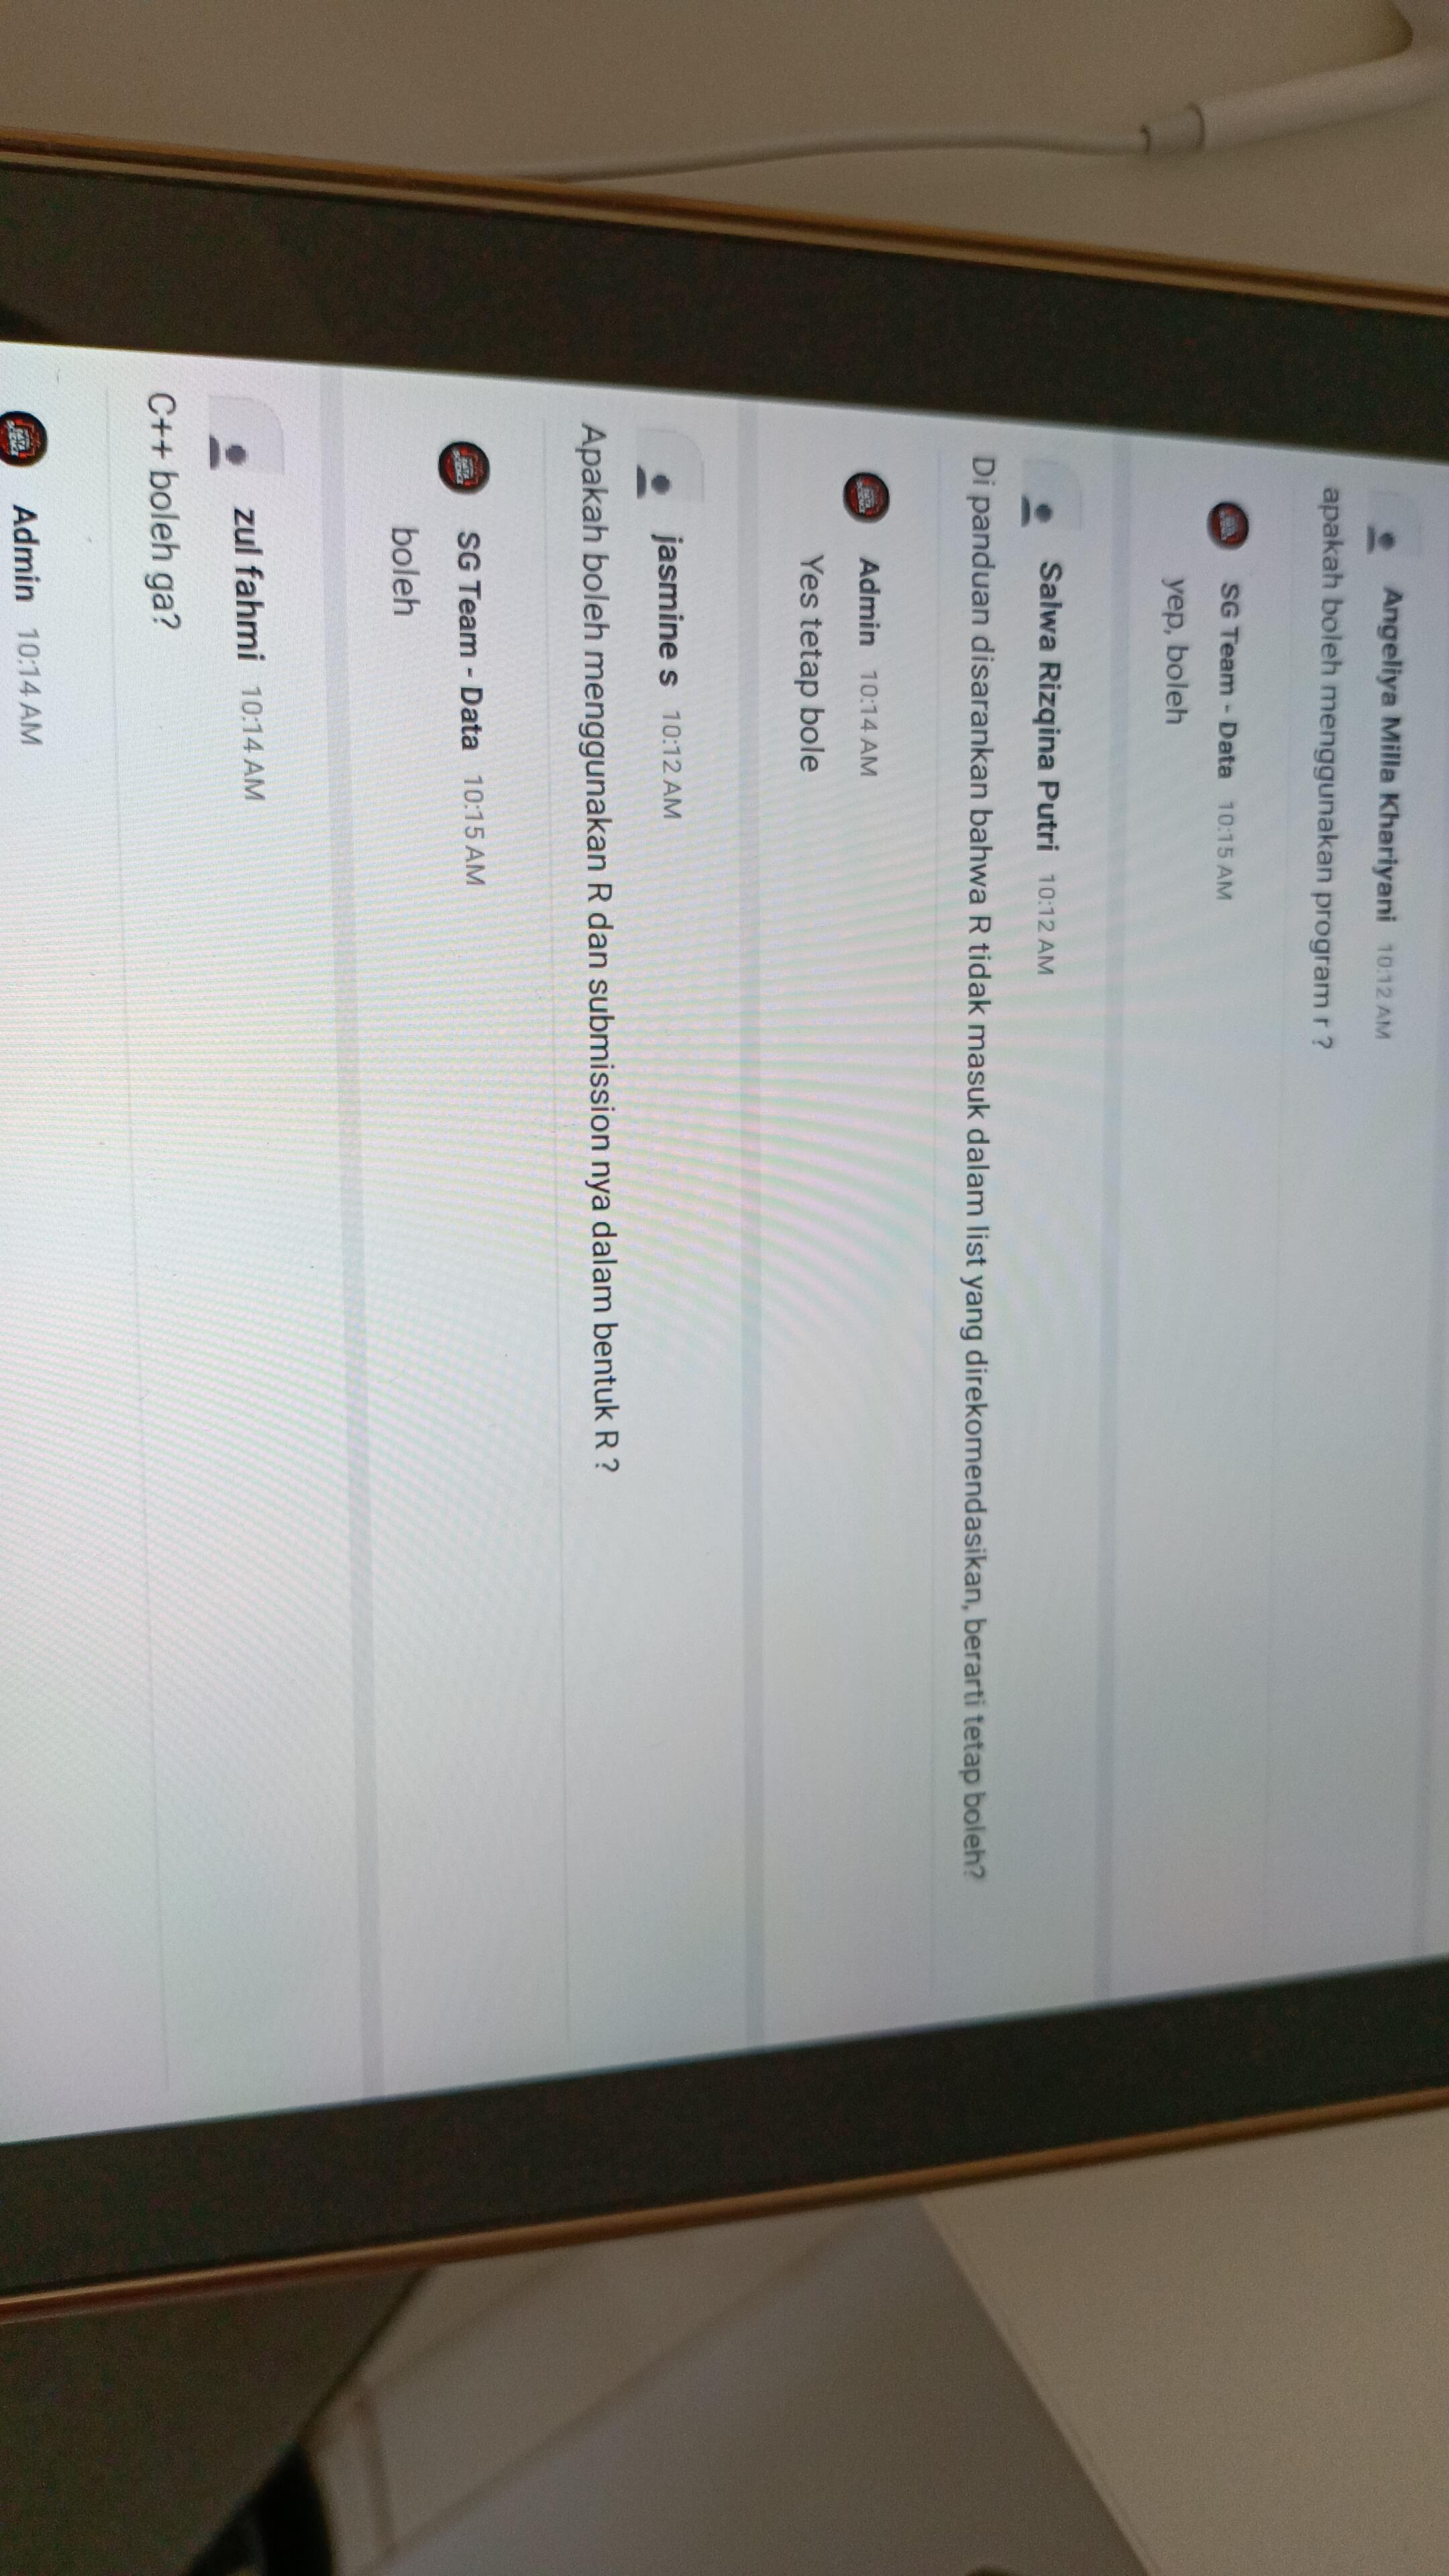 Angeliya Milla Khariyani 10:12 AM
apakah boleh menggunakan program r ?
SG Team - Data 10:15 AM
yep, boleh
Salwa Rizqina Putri 10:12 AM
Di panduan disarankan bahwa R tidak masuk dalam list yang direkomendasikan, berarti tetap boleh?
Admin 10:14 AM
Yes tetap bole
jasmine s 10:12 AM
Apakah boleh menggunakan R dan submission nya dalam bentuk R ?
SG Team - Data 10:15 AM
boleh
zul fahmi 10:14 AM
C++ boleh ga?
Admin 10:14 AM